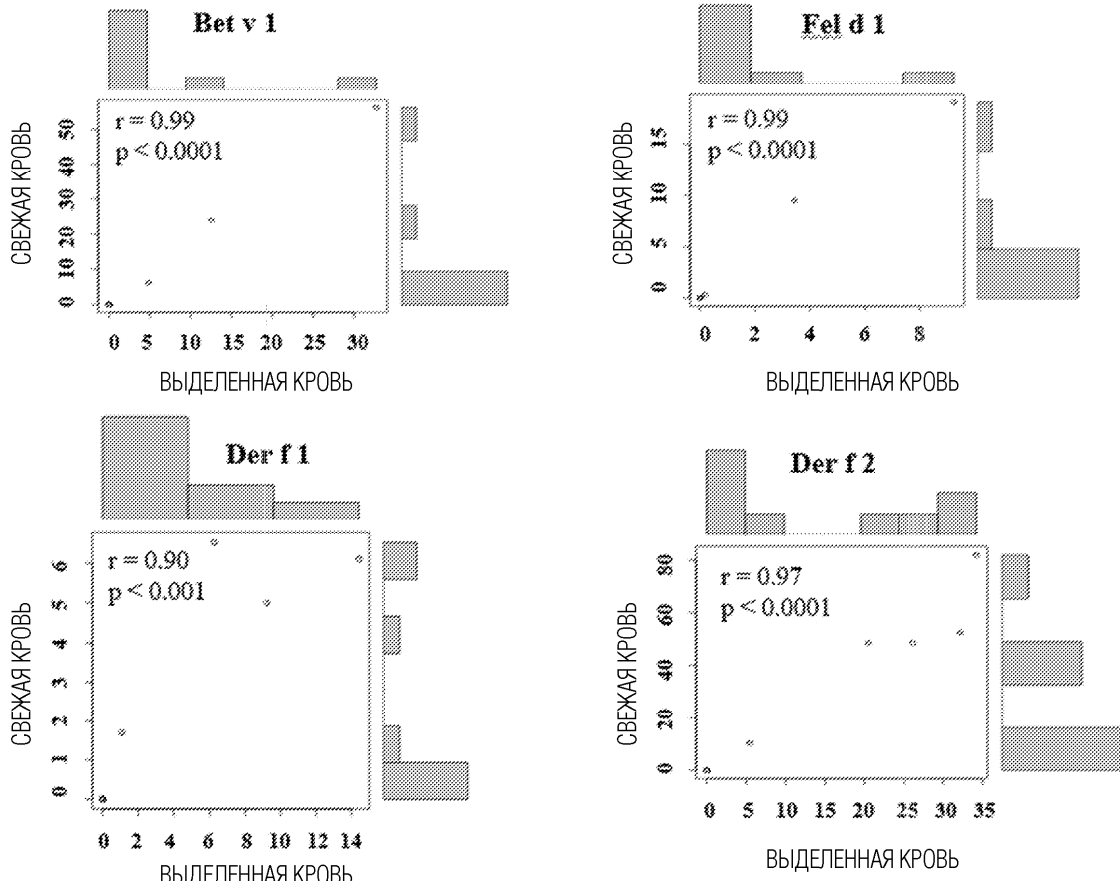 Bet v 1
r = 0.99
p < 0.0001
СВЕЖАЯ КРОВЬ
0 10 20 30 40 50
0 5 10 15 20 25 30
ВЫДЕЛЕННАЯ КРОВЬ
Fel d 1
r = 0.99
p < 0.0001
СВЕЖАЯ КРОВЬ
0 5 10 15
0 2 4 6 8
ВЫДЕЛЕННАЯ КРОВЬ
Der f 1
r = 0.90
p < 0.001
СВЕЖАЯ КРОВЬ
0 1 2 3 4 5 6
0 2 4 6 8 10 12 14
ВЫДЕЛЕННАЯ КРОВЬ
Der f 2
r = 0.97
p < 0.0001
СВЕЖАЯ КРОВЬ
0 20 40 60 80
0 5 10 15 20 25 30 35
ВЫДЕЛЕННАЯ КРОВЬ